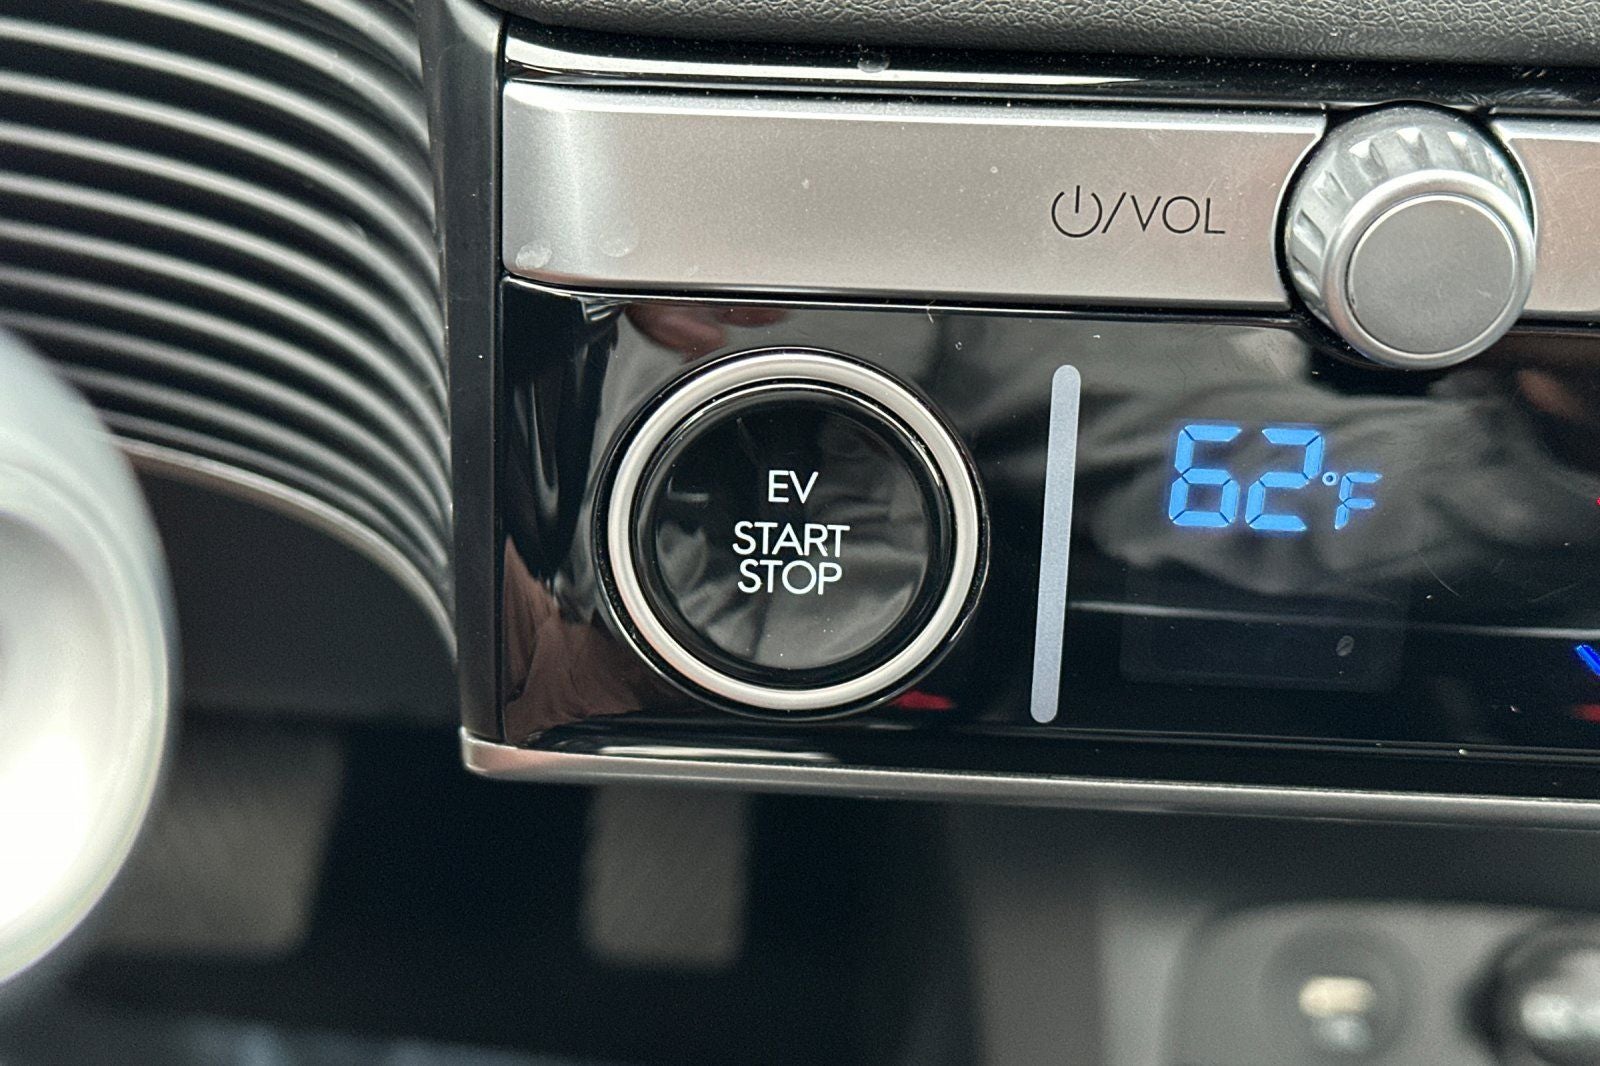 ⏻/VOL
EV
START
STOP
62°F